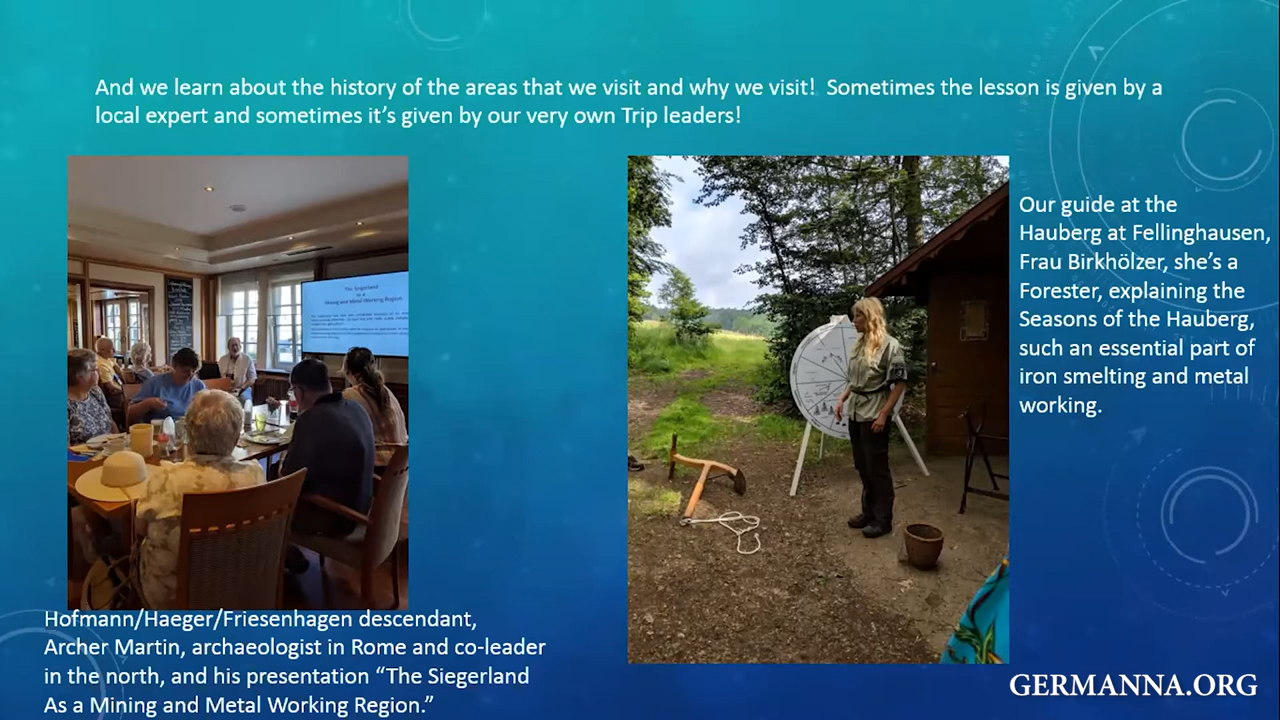 And we learn about the history of the areas that we visit and why we visit!  Sometimes the lesson is given by a
local expert and sometimes it's given by our very own Trip leaders!
The Siegerland
as a
Mining and Metal Working Region
Our guide at the
Hauberg at Fellinghausen,
Frau Birkhölzer, she's a
Forester, explaining the
Seasons of the Hauberg,
such an essential part of
iron smelting and metal
working.
Hofmann/Haeger/Friesenhagen descendant,
Archer Martin, archaeologist in Rome and co-leader
in the north, and his presentation “The Siegerland
As a Mining and Metal Working Region.”
GERMANNA.ORG